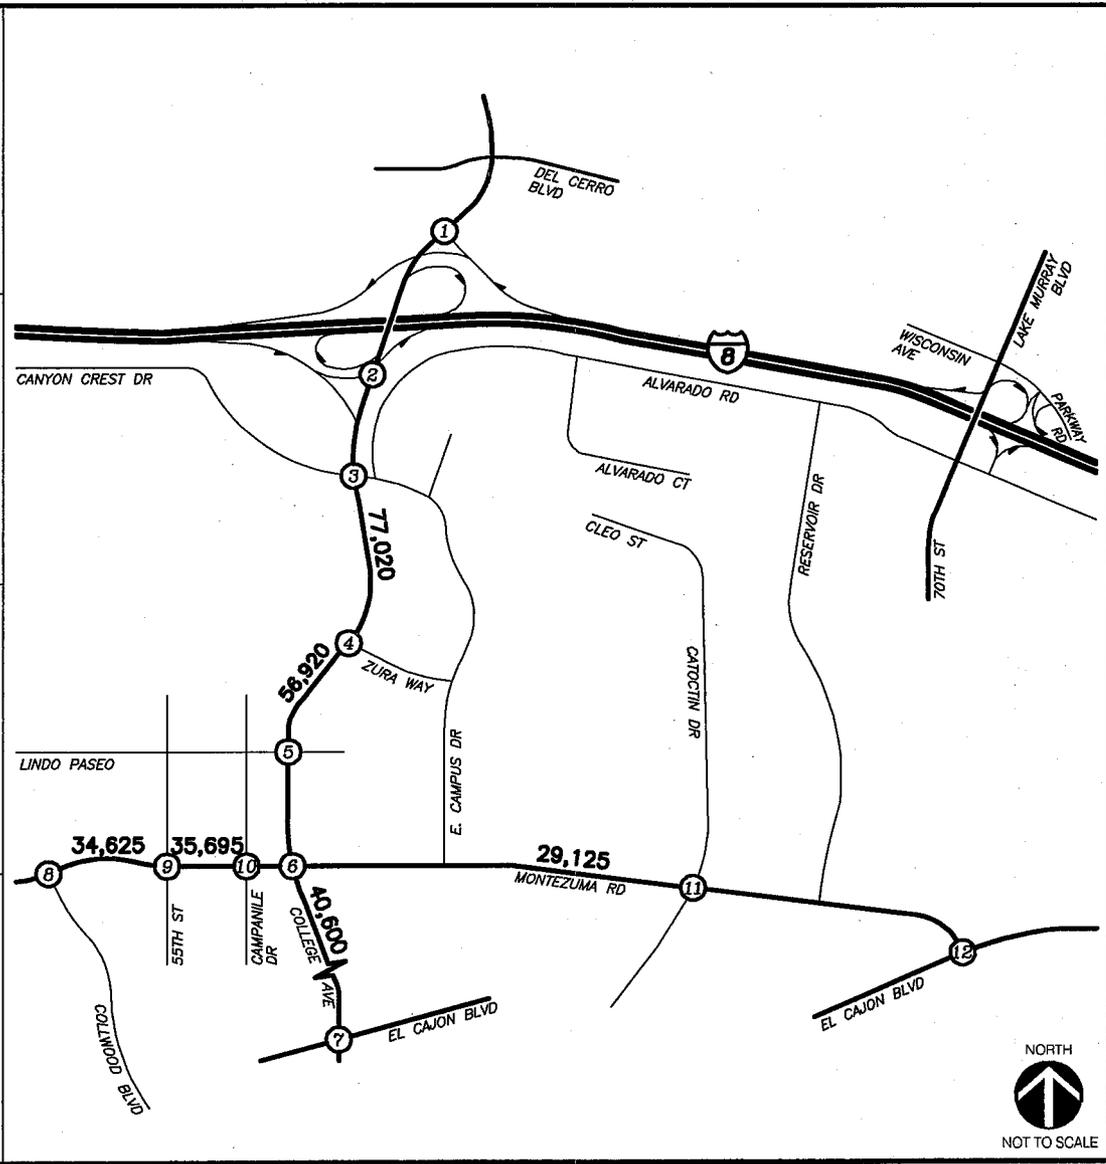 DEL CERRO
BLVD
1
LAKE MURRAY
BLVD
WISCONSIN
AVE
8
2
CANYON CREST DR
ALVARADO RD
PARKWAY
RD
3
ALVARADO CT
77,020
CLEO ST
RESERVOIR DR
70TH ST
4
56,920
ZURA WAY
CATOCTIN DR
5
LINDO PASEO
E. CAMPUS DR
34,625
35,695
29,125
8
9
10
6
MONTEZUMA RD
11
40,600
55TH ST
CAMPANILE
DR
COLLEGE
AVE
12
EL CAJON BLVD
EL CAJON BLVD
7
COLLWOOD BLVD
NORTH
NOT TO SCALE